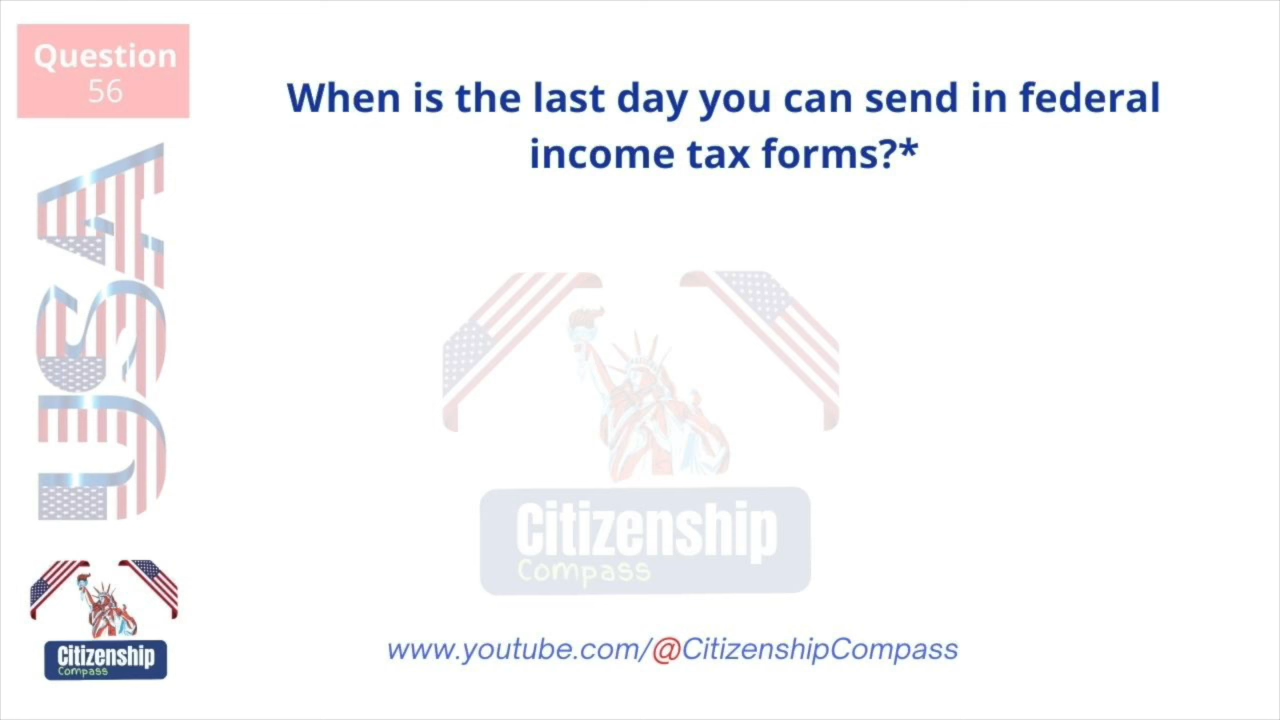 Question
56
When is the last day you can send in federal
income tax forms?*
USA
Citizenship
Compass
Citizenship
Compass
www.youtube.com/@CitizenshipCompass